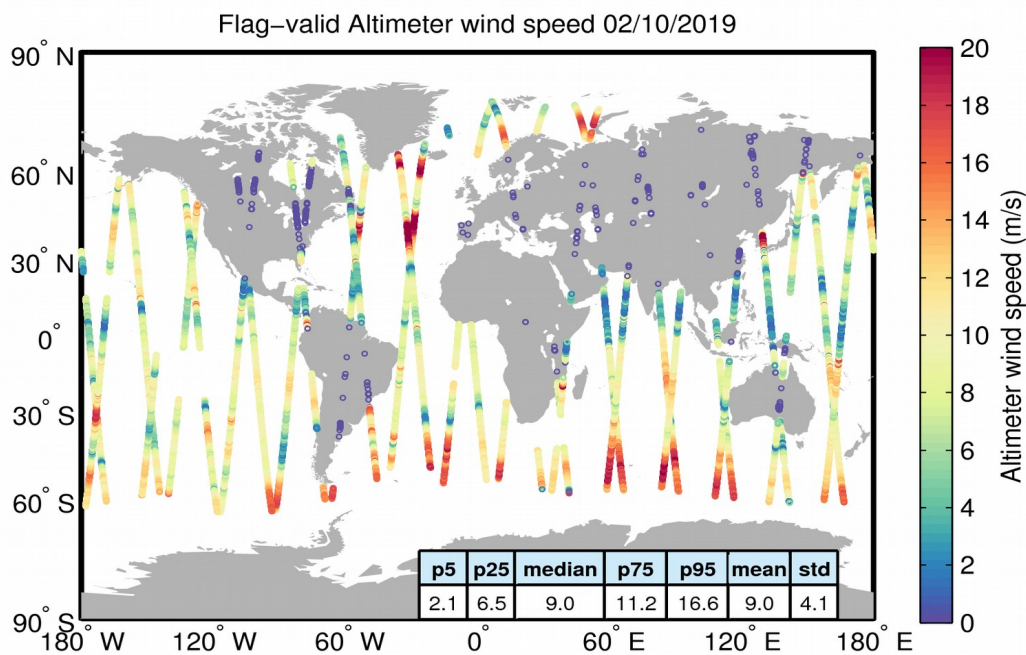 Flag-valid Altimeter wind speed 02/10/2019
90° N
60° N
30° N
0°
30° S
60° S
90° S
180° W
120° W
60° W
0°
60° E
120° E
180° E
p5 p25 median p75 p95 mean std
2.1 6.5 9.0 11.2 16.6 9.0 4.1
20
18
16
14
12
10
8
6
4
2
0
Altimeter wind speed (m/s)